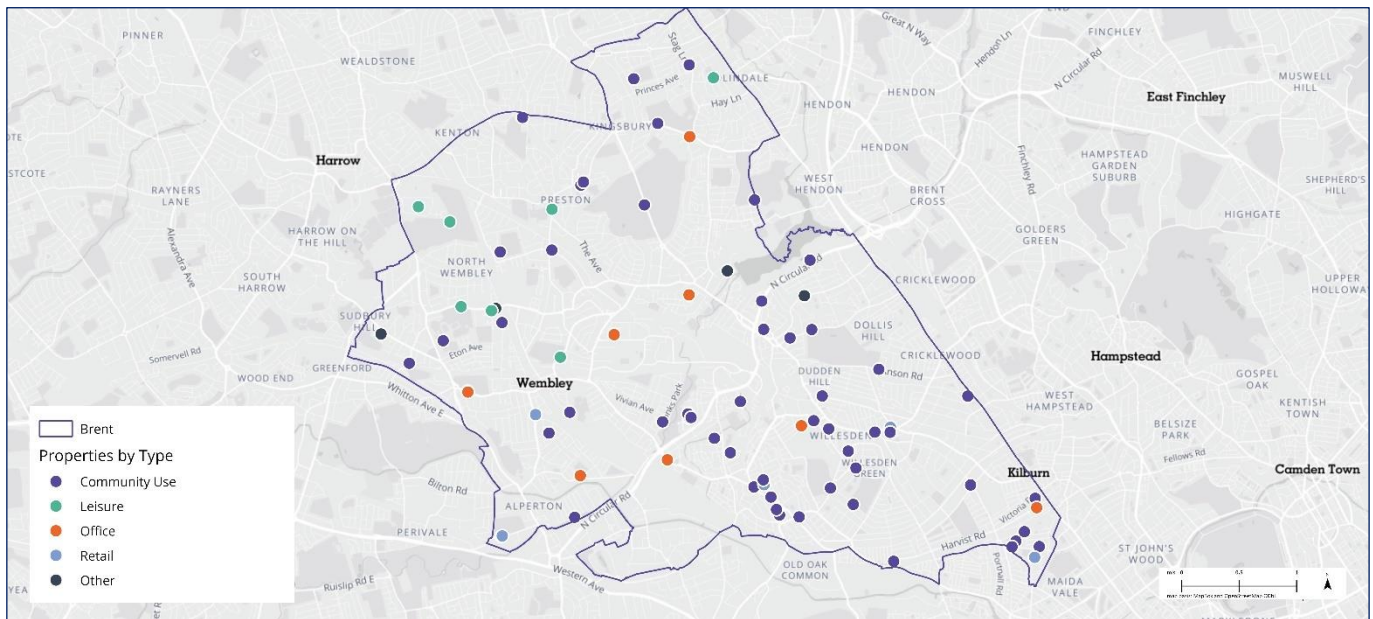 PINNER
WEALDSTONE
Great N Way
Hendon Ln
FINCHLEY
N Circular Rd
MUSWELL
HILL
East Finchley
Stag L
Princes Ave
LINDALE
Hay Ln
HENDON
HENDON
KENTON
KINGSBURY
HENDON
Harrow
STCOTE
RAYNERS
LANE
HAMPSTEAD
GARDEN
SUBURB
Finchley Rd
SHEPHERD'S
HILL
WEST
HENDON
BRENT
CROSS
PRESTON
HIGHGATE
HARROW ON
THE HILL
Alexandra Ave
GOLDERS
GREEN
The Ave
NORTH
WEMBLEY
N Circular Rd
SOUTH
HARROW
CRICKLEWOOD
UPPER
HOLLOWA
SUDBURY
HILL
DOLLIS
HILL
Somervell Rd
Eton Ave
CRICKLEWOOD
Hampstead
GREENFORD
WOOD END
Wembley
DUDDEN
HILL
nson Rd
GOSPEL
OAK
Whitton Ave E
Vivian Ave
nks Park
WEST
HAMPSTEAD
KENTISH
TOWN
BELSIZE
PARK
WILLESDEN
Fellows Rd
WILLESDEN
GREEN
Kilburn
Camden Town
Bilton Rd
ALPERTON
N Circular Rd
Victoria
PERIVALE
Harvist Rd
ST JOHN'S
WOOD
Portnall Rd
OLD OAK
COMMON
Western Ave
Ruislip Rd E
MAIDA
VALE
Brent
Properties by Type
Community Use
Leisure
Office
Retail
Other